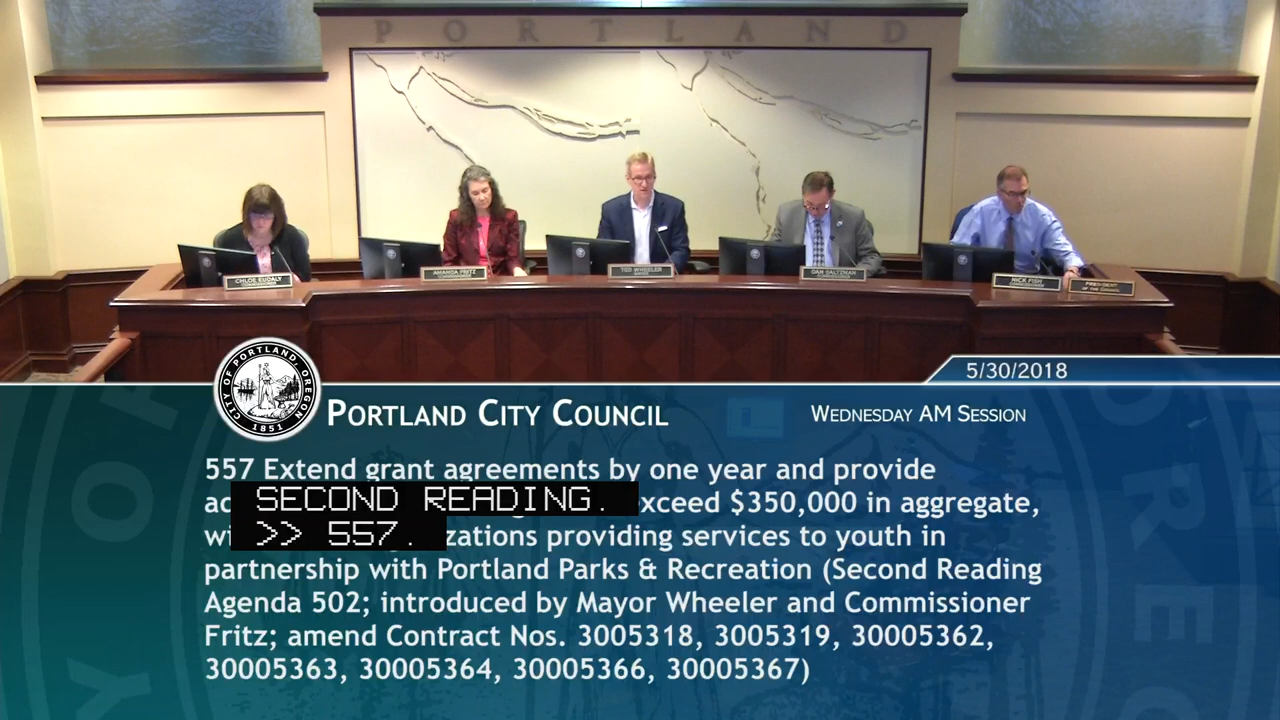 PORTLAND
CHLOE EUDALY
AMANDA FRITZ
COMMISSIONER
TED WHEELER
MAYOR
DAN SALTZMAN
COMMISSIONER
NICK FISH
PRESIDENT
OF THE COUNCIL
5/30/2018
CITY OF PORTLAND, OREGON
1851
PORTLAND CITY COUNCIL
WEDNESDAY AM SESSION
557 Extend grant agreements by one year and provide
SECOND READING.
exceed $350,000 in aggregate,
>> 557.
providing services to youth in
partnership with Portland Parks & Recreation (Second Reading
Agenda 502; introduced by Mayor Wheeler and Commissioner
Fritz; amend Contract Nos. 3005318, 3005319, 30005362,
30005363, 30005364, 30005366, 30005367)